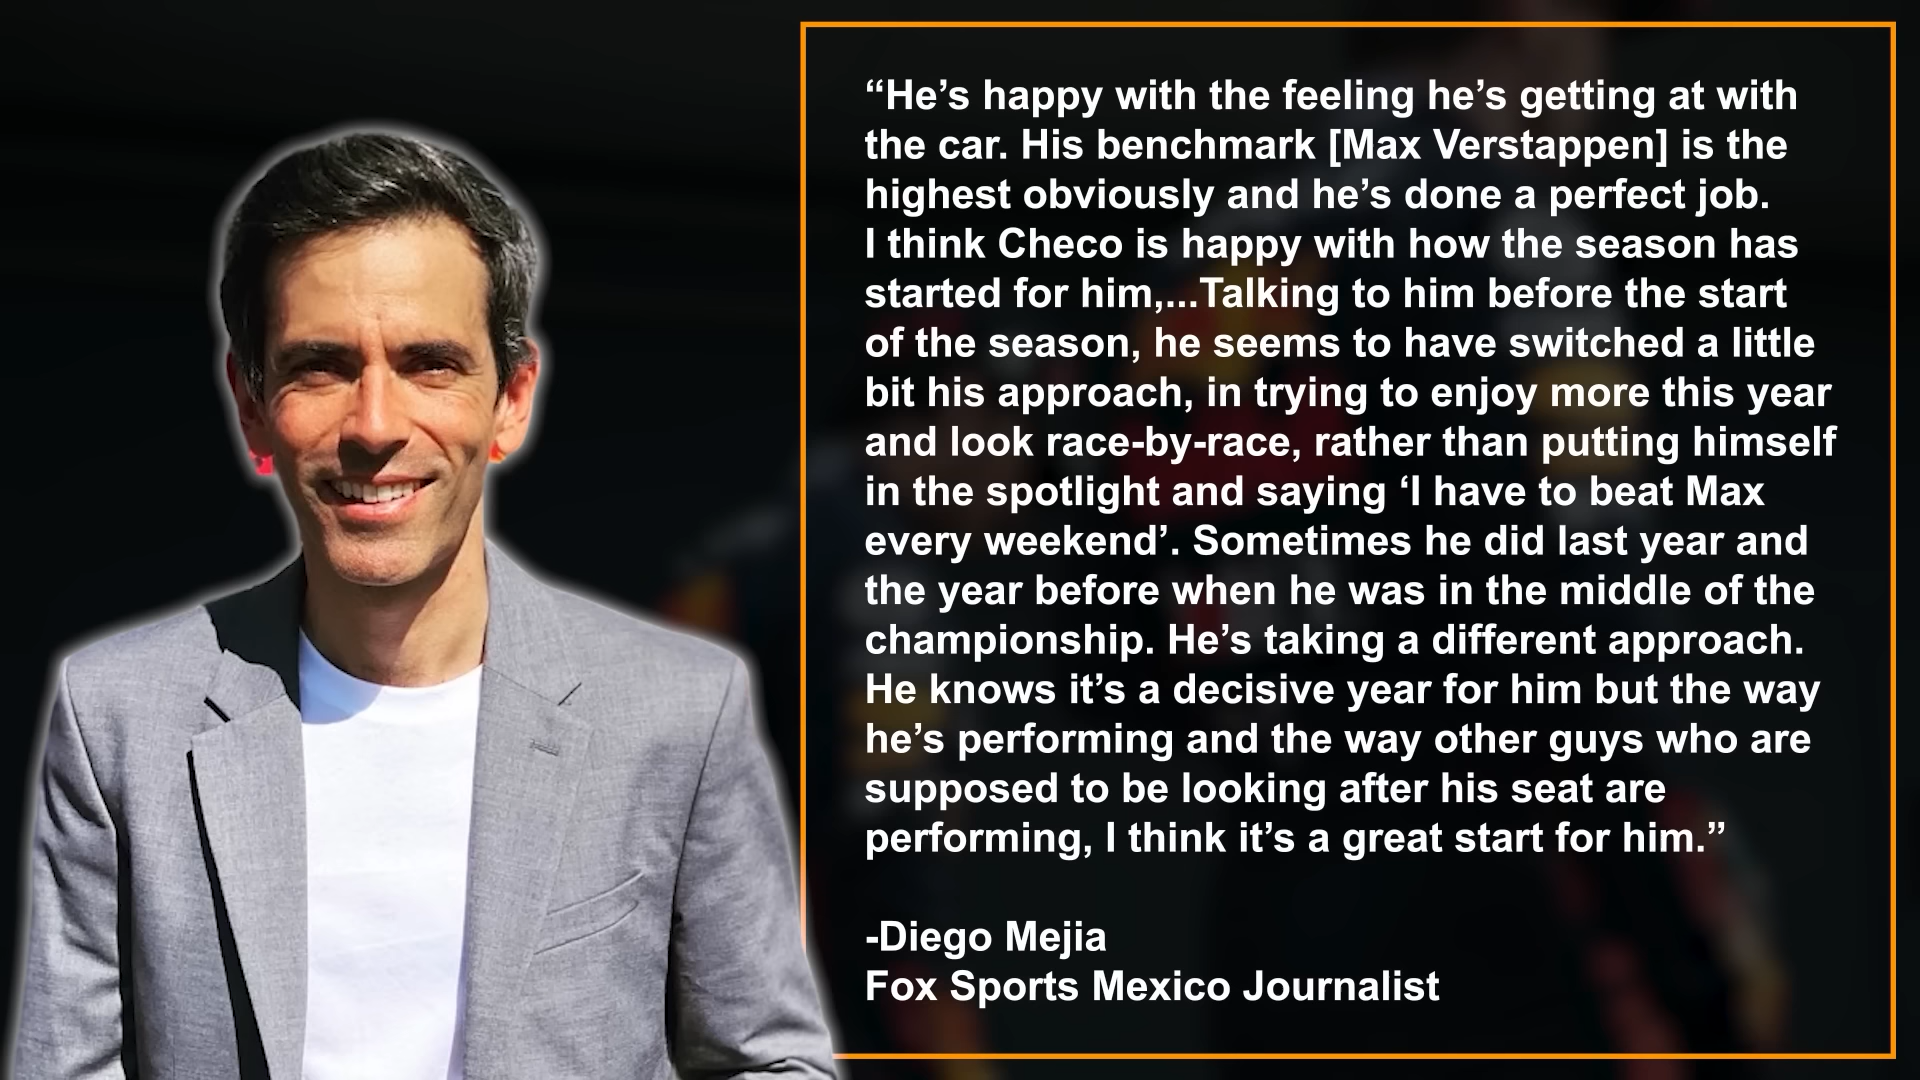 “He’s happy with the feeling he’s getting at with
the car. His benchmark [Max Verstappen] is the
highest obviously and he’s done a perfect job.
I think Checo is happy with how the season has
started for him,...Talking to him before the start
of the season, he seems to have switched a little
bit his approach, in trying to enjoy more this year
and look race-by-race, rather than putting himself
in the spotlight and saying ‘I have to beat Max
every weekend’. Sometimes he did last year and
the year before when he was in the middle of the
championship. He’s taking a different approach.
He knows it’s a decisive year for him but the way
he’s performing and the way other guys who are
supposed to be looking after his seat are
performing, I think it’s a great start for him.”
-Diego Mejia
Fox Sports Mexico Journalist